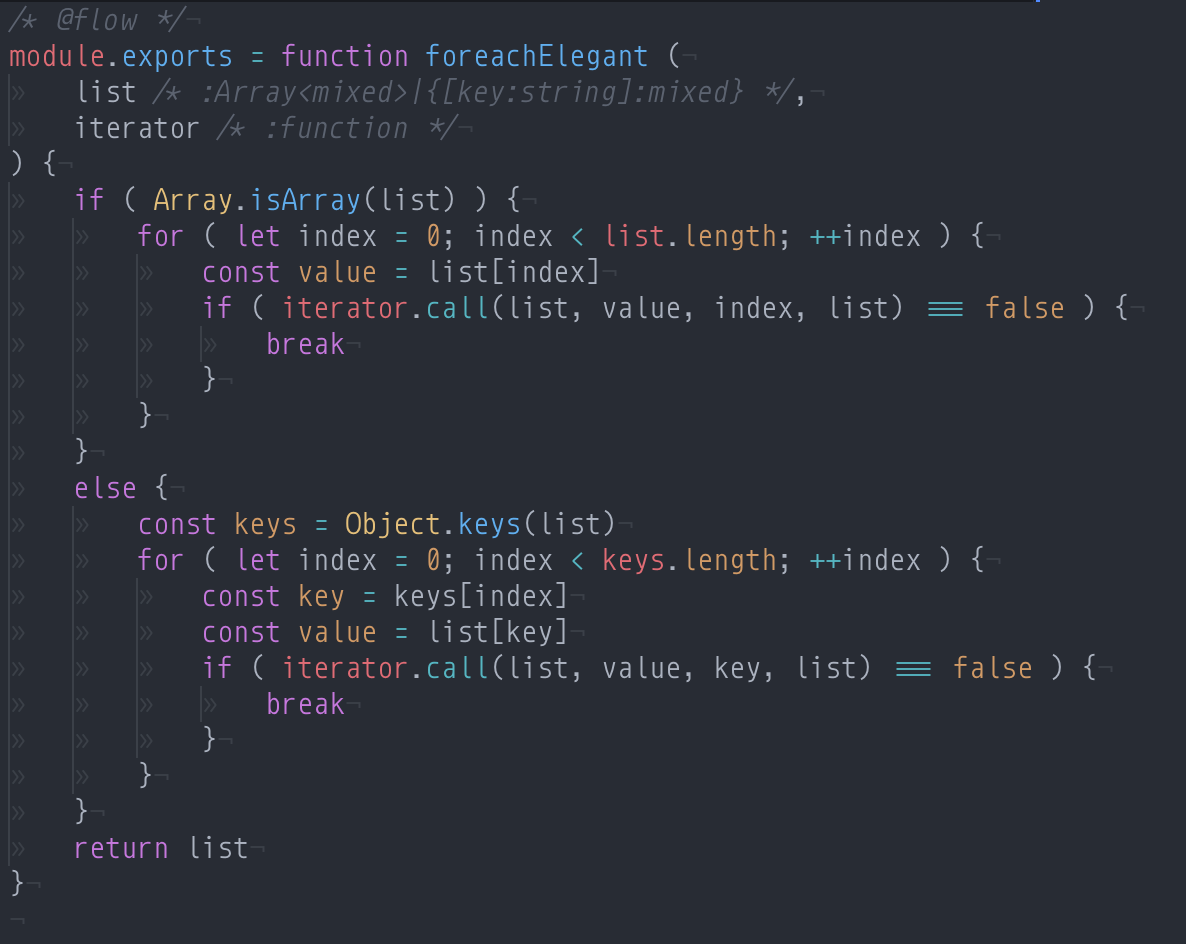 /* @flow */¬
module.exports = function foreachElegant (¬
»   list /* :Array<mixed>|{[key:string]:mixed} */,¬
»   iterator /* :function */¬
) {¬
»   if ( Array.isArray(list) ) {¬
»   »   for ( let index = 0; index < list.length; ++index ) {¬
»   »   »   const value = list[index]¬
»   »   »   if ( iterator.call(list, value, index, list) === false ) {¬
»   »   »   »   break¬
»   »   »   }¬
»   »   }¬
»   }¬
»   else {¬
»   »   const keys = Object.keys(list)¬
»   »   for ( let index = 0; index < keys.length; ++index ) {¬
»   »   »   const key = keys[index]¬
»   »   »   const value = list[key]¬
»   »   »   if ( iterator.call(list, value, key, list) === false ) {¬
»   »   »   »   break¬
»   »   »   }¬
»   »   }¬
»   }¬
»   return list¬
}¬
¬